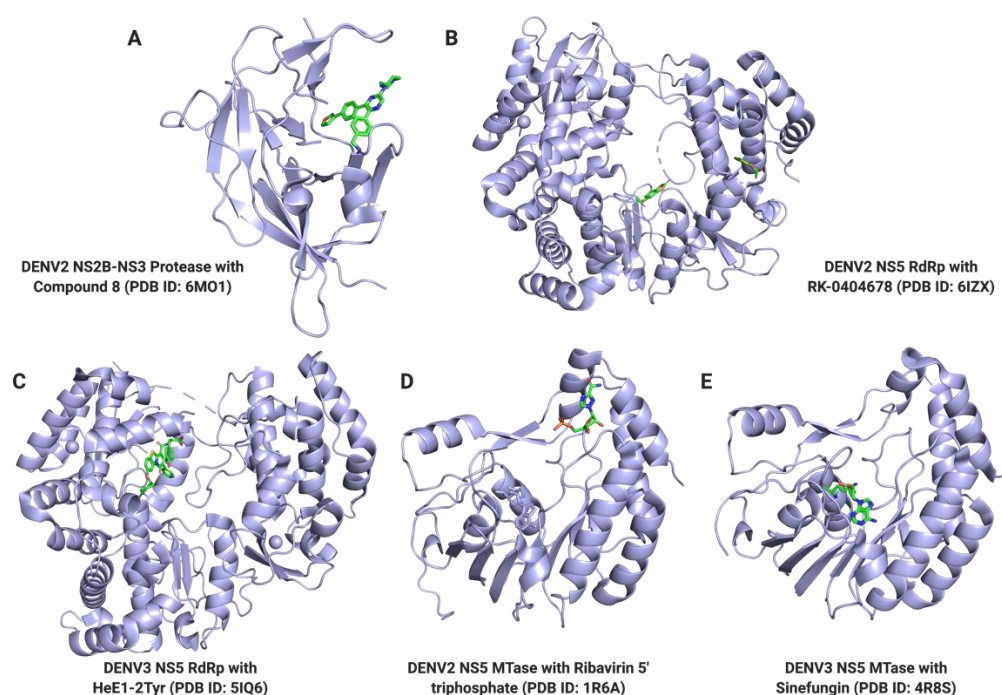 A
B
DENV2 NS2B-NS3 Protease with
Compound 8 (PDB ID: 6MO1)
DENV2 NS5 RdRp with
RK-0404678 (PDB ID: 6IZX)
C
D
E
DENV3 NS5 RdRp with
HeE1-2Tyr (PDB ID: 5IQ6)
DENV2 NS5 MTase with Ribavirin 5'
triphosphate (PDB ID: 1R6A)
DENV3 NS5 MTase with
Sinefungin (PDB ID: 4R8S)